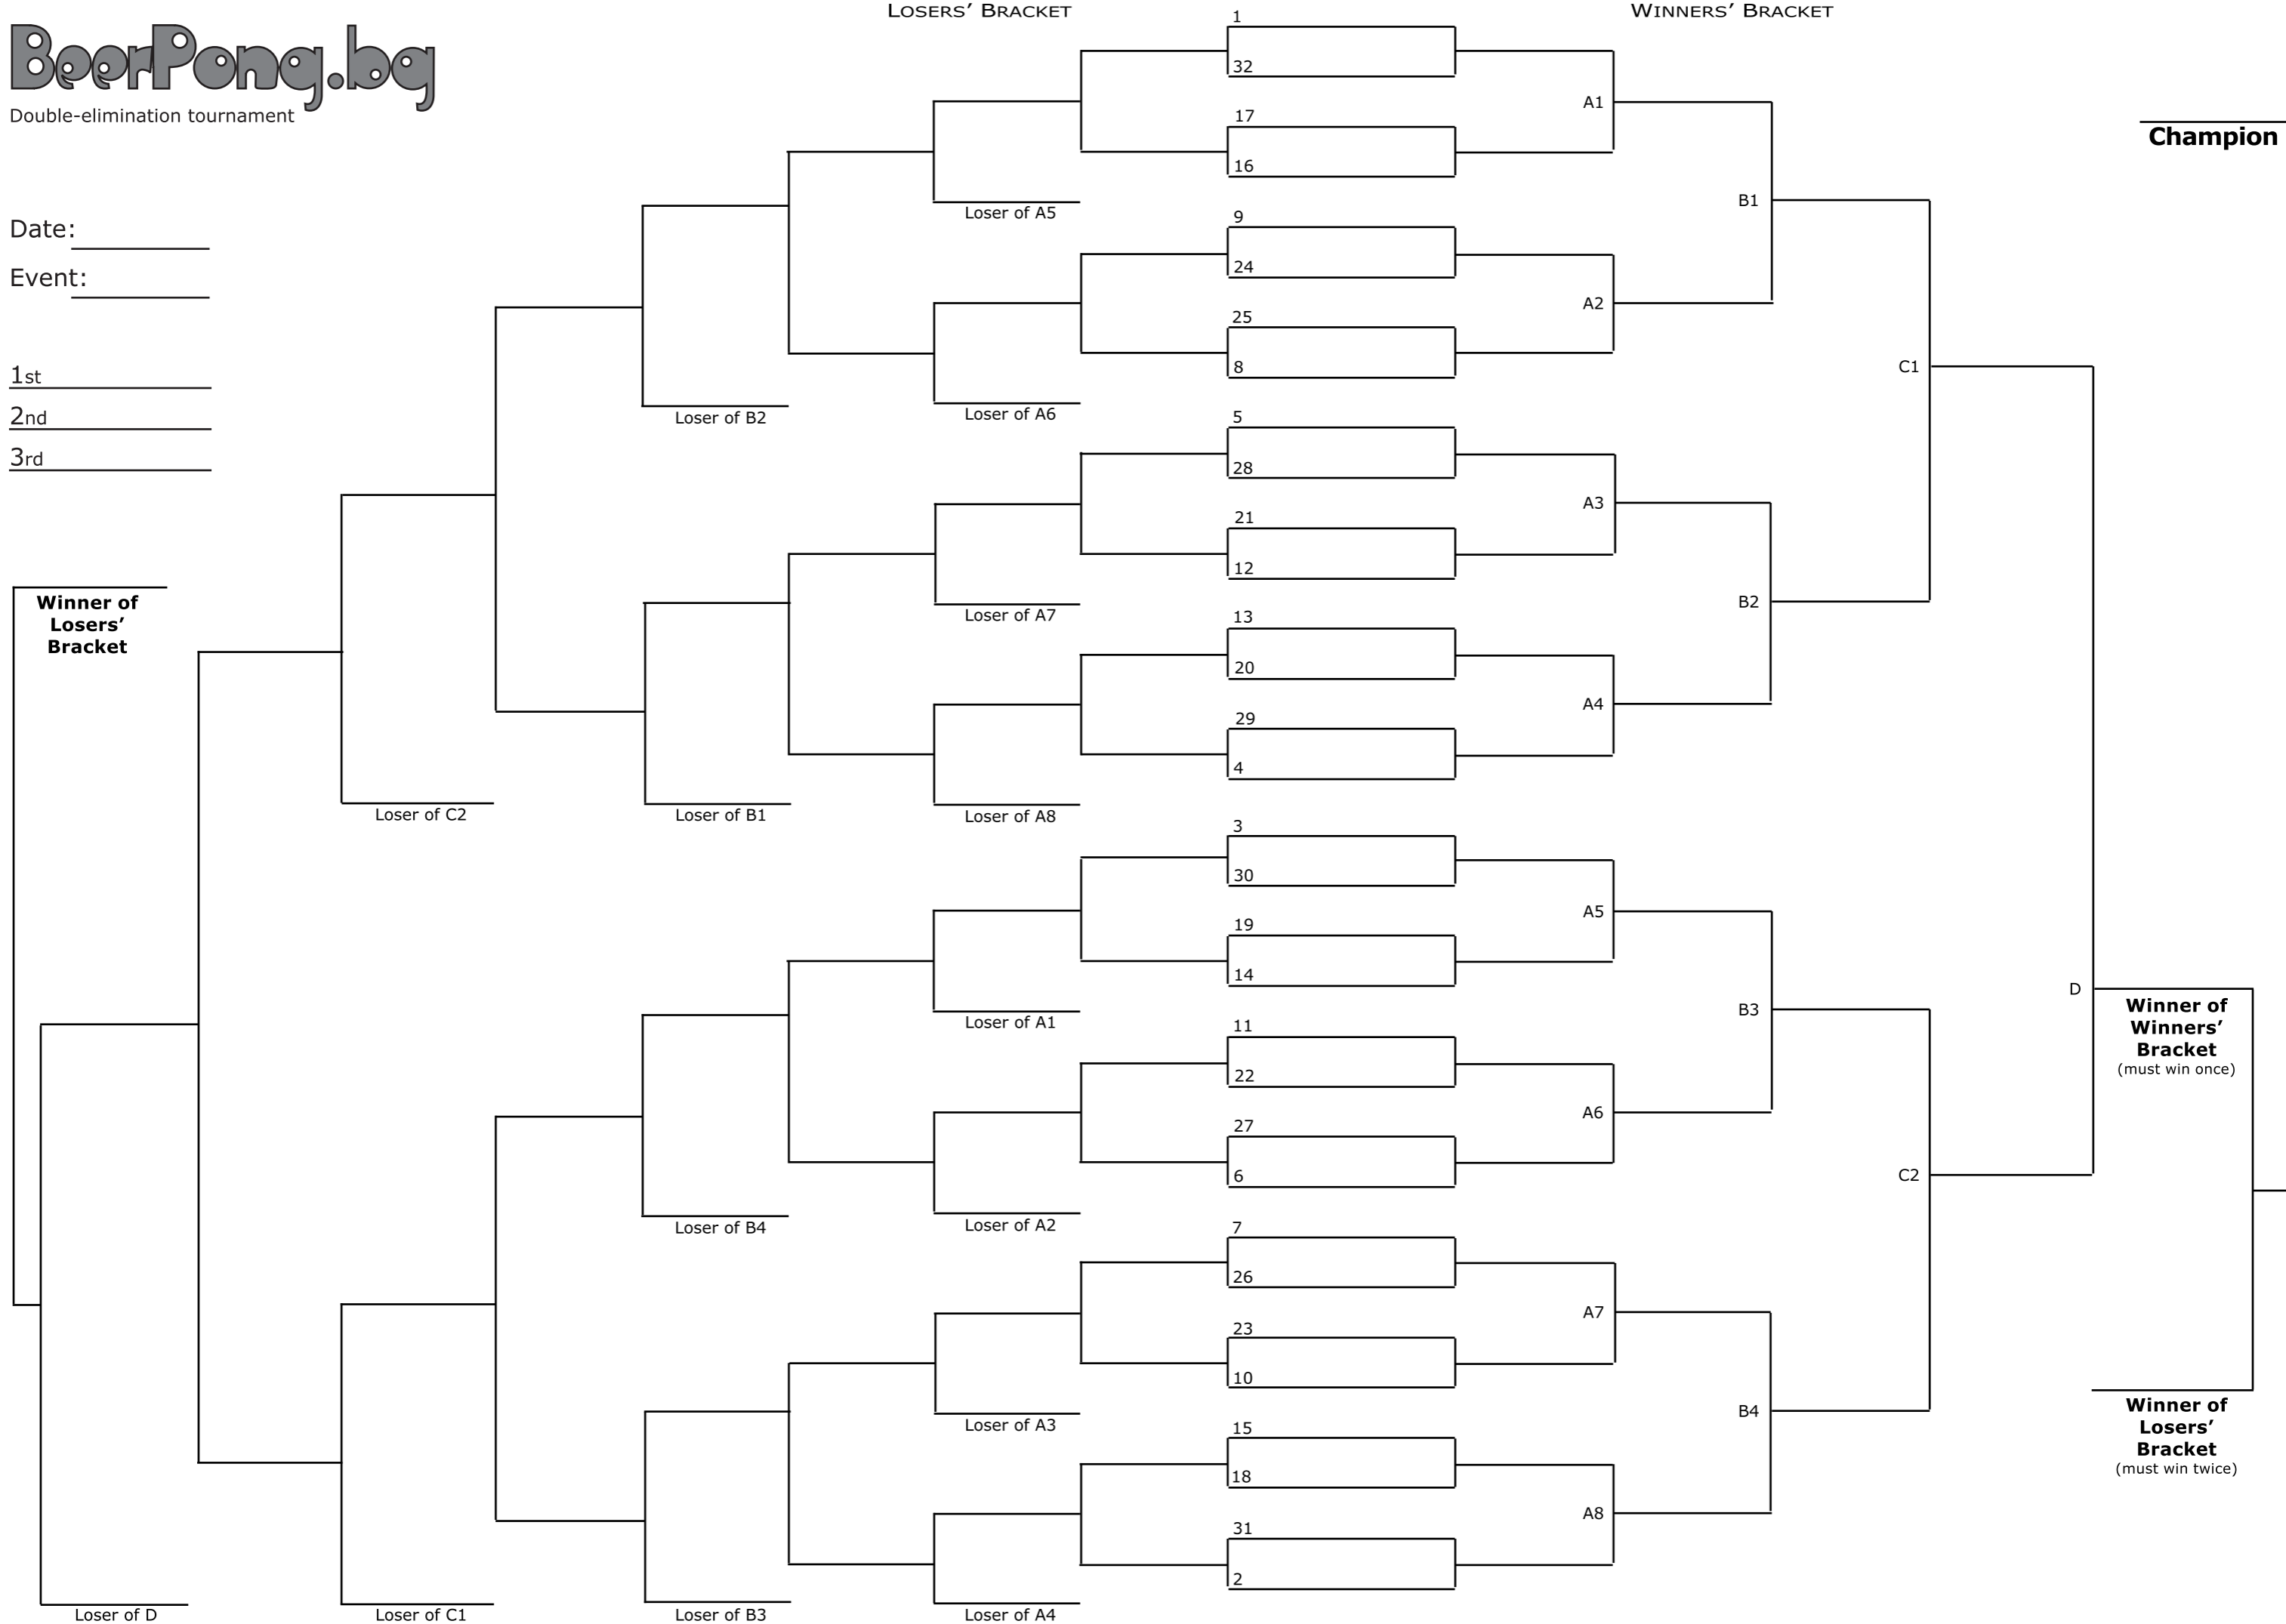 LOSERS' BRACKET
WINNERS' BRACKET
BeerPong.bg
Double-elimination tournament
Date:
Event:
1st
2nd
3rd
Champion
1
32
17
16
9
24
25
8
5
28
21
12
13
20
29
4
3
30
19
14
11
22
27
6
7
26
23
10
15
18
31
2
A1
A2
A3
A4
A5
A6
A7
A8
B1
B2
B3
B4
C1
C2
D
Loser of A5
Loser of A6
Loser of A7
Loser of A8
Loser of A1
Loser of A2
Loser of A3
Loser of A4
Loser of B2
Loser of B1
Loser of B4
Loser of B3
Loser of C2
Loser of C1
Loser of D
Winner of
Losers'
Bracket
Winner of
Winners'
Bracket
(must win once)
Winner of
Losers'
Bracket
(must win twice)